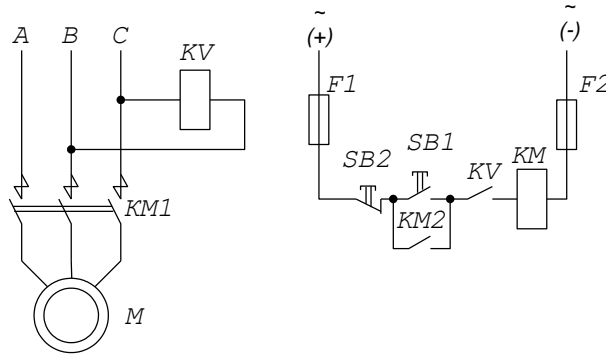 A B C
KV
KM1
M
~ ~
(+) (-)
F1 F2
SB2 SB1 KV KM
KM2